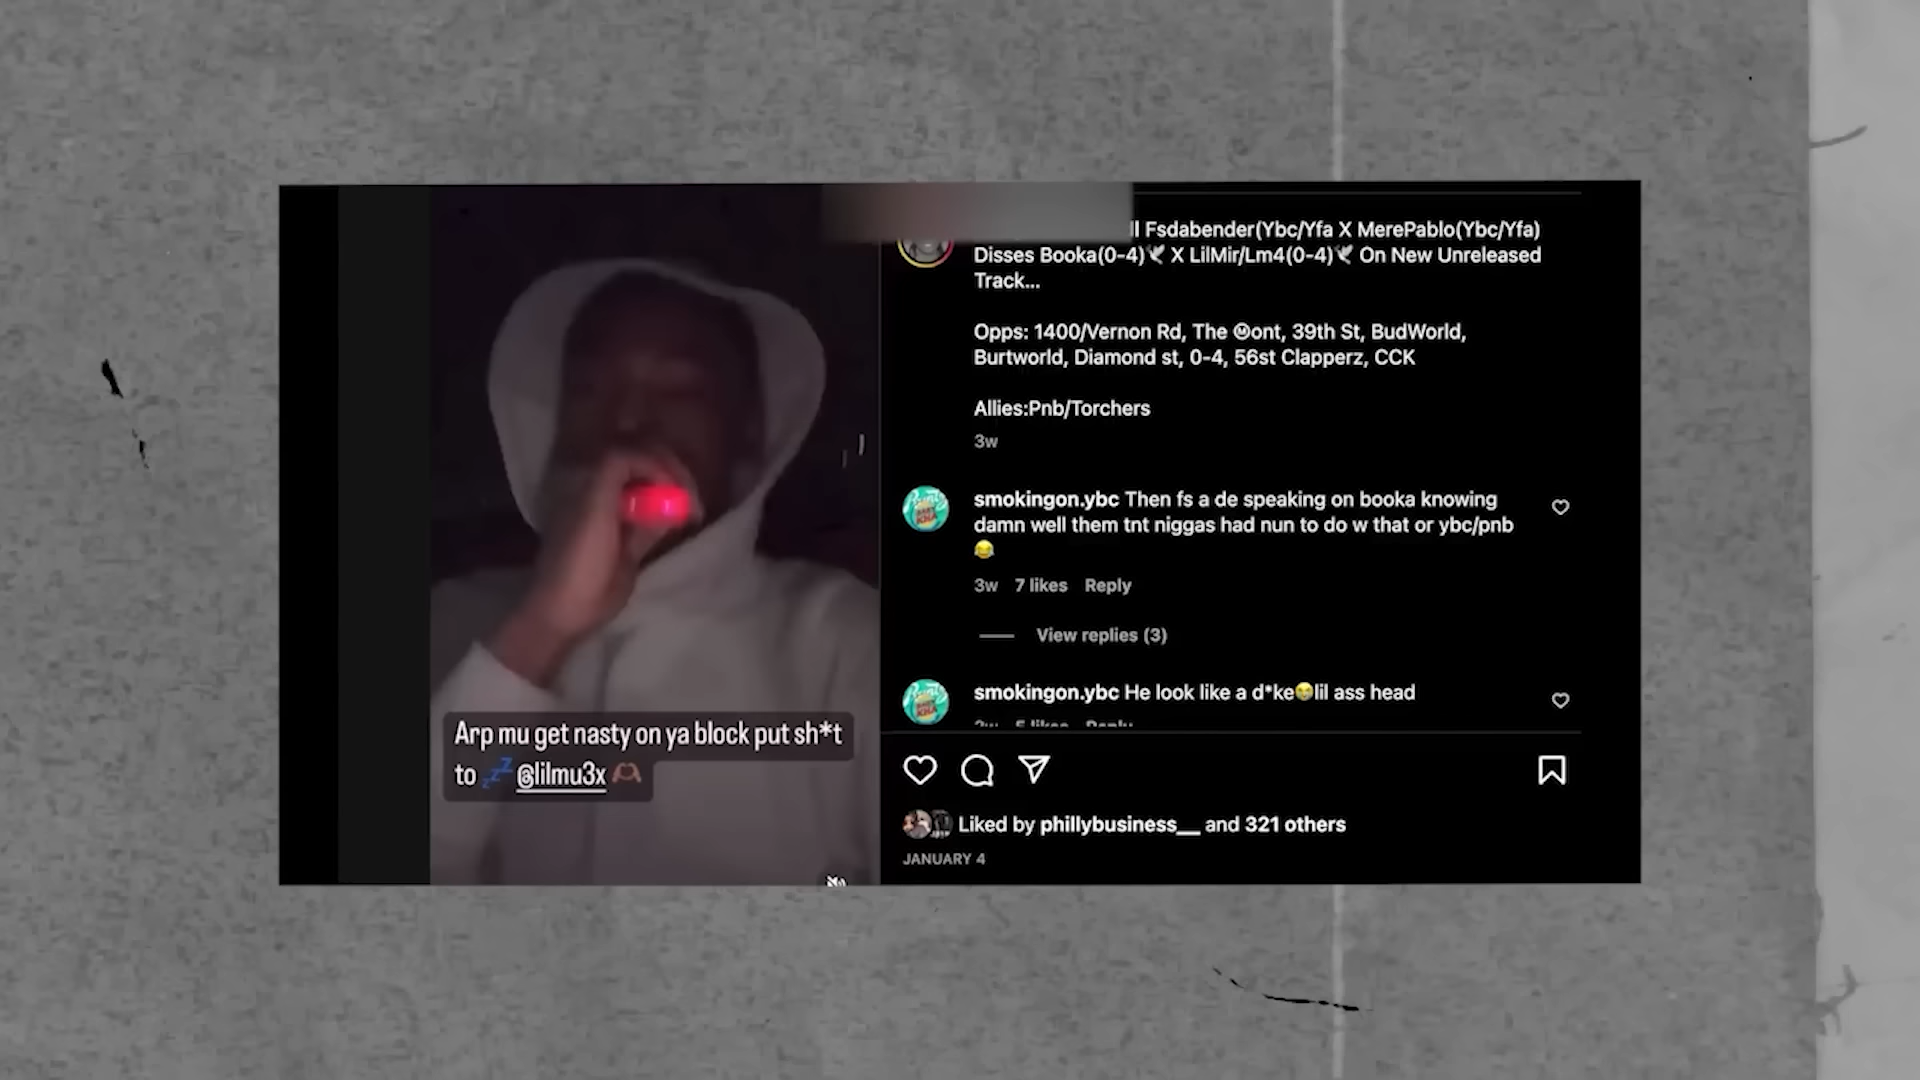 ll Fsdabender(Ybc/Yfa X MerePablo(Ybc/Yfa)
Disses Booka(0-4)🕊 X LilMir/Lm4(0-4)🕊 On New Unreleased
Track...
Opps: 1400/Vernon Rd, The Ⓜont, 39th St, BudWorld,
Burtworld, Diamond st, 0-4, 56st Clapperz, CCK
Allies:Pnb/Torchers
3w
smokingon.ybc Then fs a de speaking on booka knowing
damn well them tnt niggas had nun to do w that or ybc/pnb
😂
3w 7 likes Reply
View replies (3)
smokingon.ybc He look like a d*ke😭lil ass head
5 likes Reply
Arp mu get nasty on ya block put sh*t
to 💤 @lilmu3x 🫶🏾
Liked by phillybusiness__ and 321 others
JANUARY 4